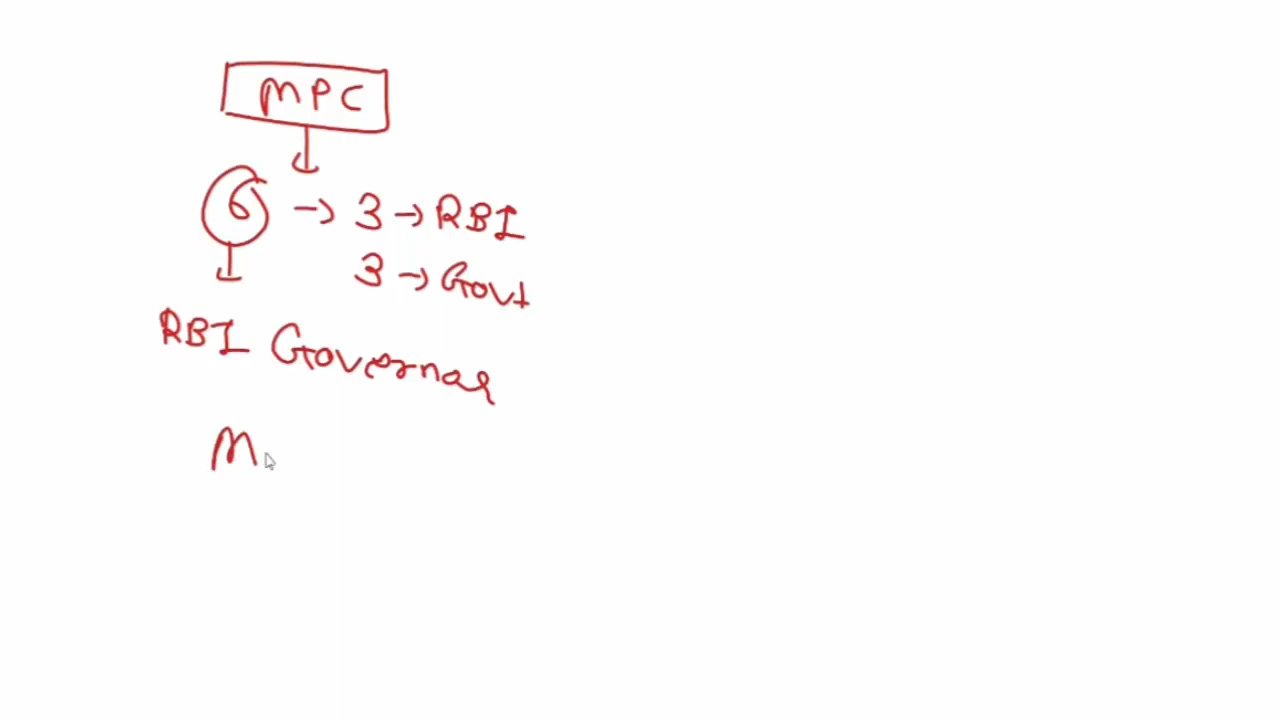 MPC
6 → 3 → RBI
3 → Govt
RBI Governor
M